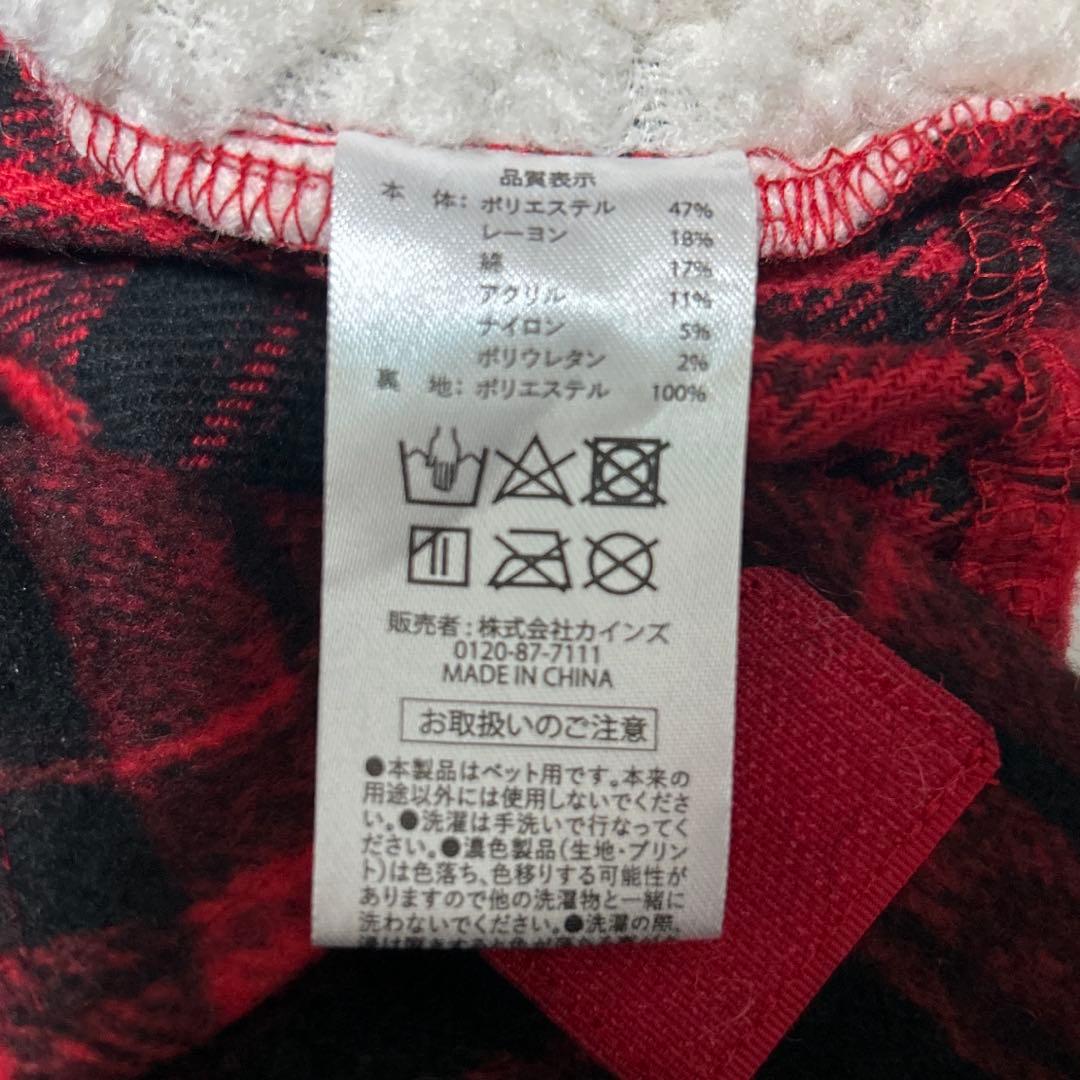 品質表示
本　体：ポリエステル　47%
レーヨン　18%
綿　17%
アクリル　11%
ナイロン　5%
ポリウレタン　2%
裏　地：ポリエステル　100%
販売者：株式会社カインズ
0120-87-7111
MADE IN CHINA
お取扱いのご注意
●本製品はペット用です。本来の
用途以外には使用しないでくださ
い。●洗濯は手洗いで行なってく
ださい。●濃色製品（生地・プリン
ト）は色落ち、色移りする可能性が
ありますので他の洗濯物と一緒に
洗わないでください。●洗濯の際、